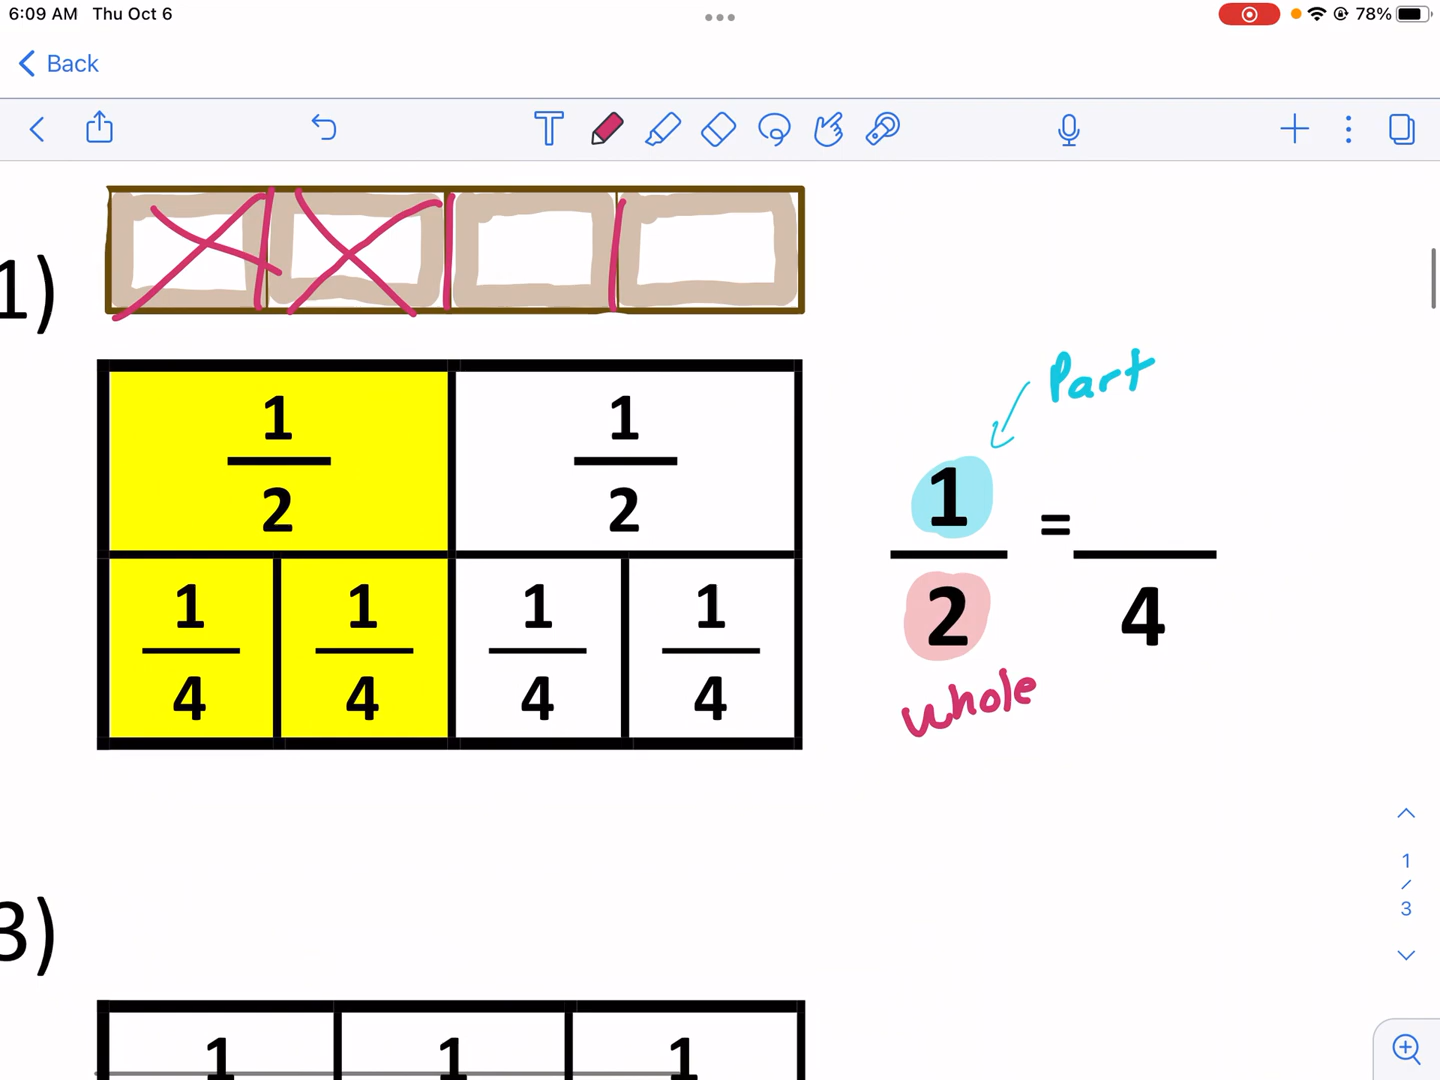 6:09 AM Thu Oct 6
78%
Back
T
1)
1 1
2 2
1 1 1 1
4 4 4 4
Part
1
=
2 4
whole
1
/
3
3)
1 1 1